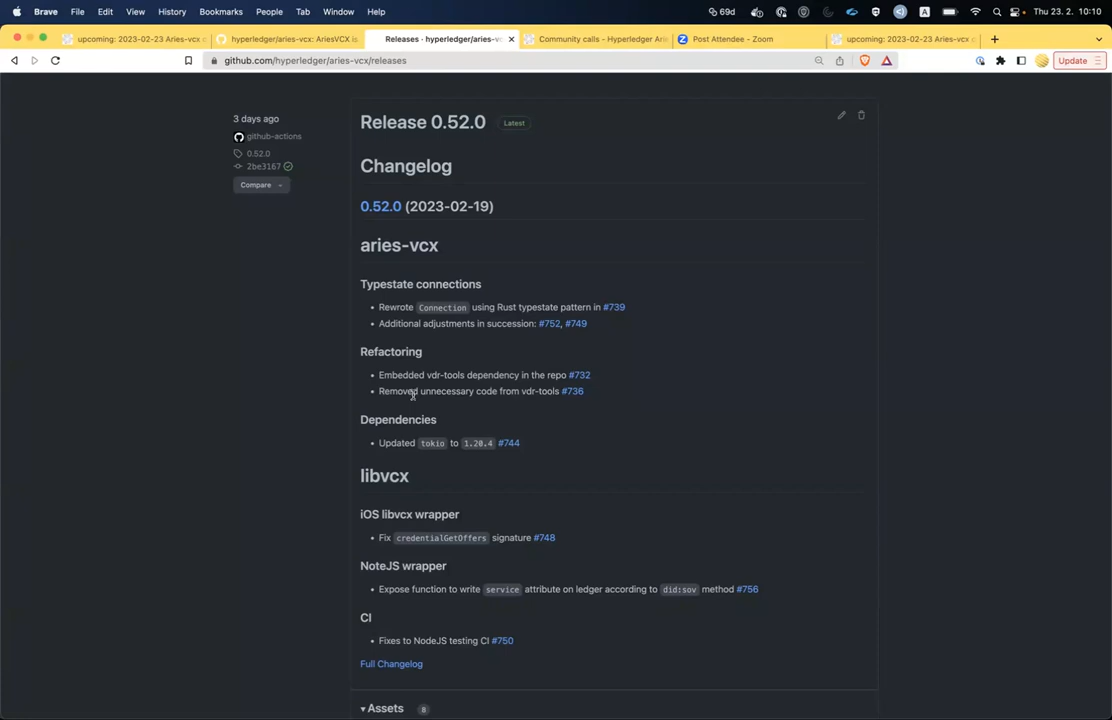 Brave File Edit View History Bookmarks People Tab Window Help 69d A Thu 23. 2. 10:10
upcoming: 2023-02-23 Aries-vcx c
hyperledger/aries-vcx: AriesVCX is
Releases · hyperledger/aries-vc
Community calls - Hyperledger Ari
Post Attendee - Zoom
upcoming: 2023-02-23 Aries-vcx c
github.com/hyperledger/aries-vcx/releases
Update
3 days ago
github-actions
0.52.0
2be3167
Compare
Release 0.52.0 Latest
Changelog
0.52.0 (2023-02-19)
aries-vcx
Typestate connections
• Rewrote Connection using Rust typestate pattern in #739
• Additional adjustments in succession: #752, #749
Refactoring
• Embedded vdr-tools dependency in the repo #732
• Removed unnecessary code from vdr-tools #736
Dependencies
• Updated tokio to 1.20.4 #744
libvcx
iOS libvcx wrapper
• Fix credentialGetOffers signature #748
NoteJS wrapper
• Expose function to write service attribute on ledger according to did:sov method #756
CI
• Fixes to NodeJS testing CI #750
Full Changelog
Assets 8